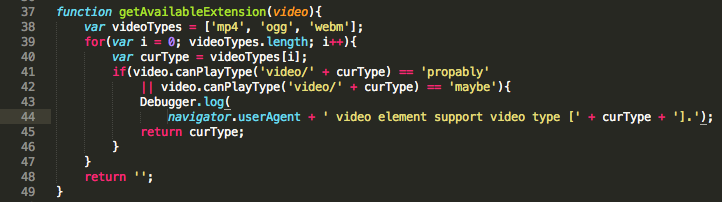 37 function getAvailableExtension(video){
38     var videoTypes = ['mp4', 'ogg', 'webm'];
39     for(var i = 0; videoTypes.length; i++){
40         var curType = videoTypes[i];
41         if(video.canPlayType('video/' + curType) == 'propably'
42             || video.canPlayType('video/' + curType) == 'maybe'){
43             Debugger.log(
44                 navigator.userAgent + ' video element support video type [' + curType + '].');
45             return curType;
46         }
47     }
48     return '';
49 }